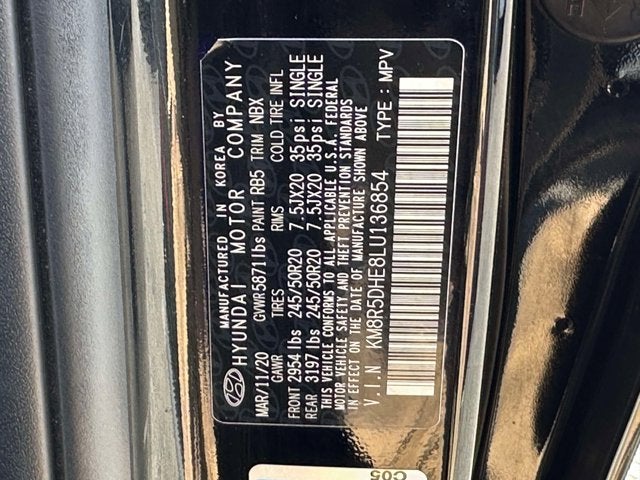 MANUFACTURED IN KOREA BY
HYUNDAI MOTOR COMPANY
MAR/11/20 GVWR5871lbs PAINT RB5 TRIM NBX
GAWR TIRES RIMS COLD TIRE INFL
FRONT 2954 lbs 245/50R20 7.5JX20 35psi SINGLE
REAR 3197 lbs 245/50R20 7.5JX20 35psi SINGLE
THIS VEHICLE CONFORMS TO ALL APPLICABLE U.S.A. FEDERAL
MOTOR VEHICLE SAFETY AND THEFT PREVENTION STANDARDS
IN EFFECT ON THE DATE OF MANUFACTURE SHOWN ABOVE
V.I.N KM8R5DHE8LU136854 TYPE : MPV
C05